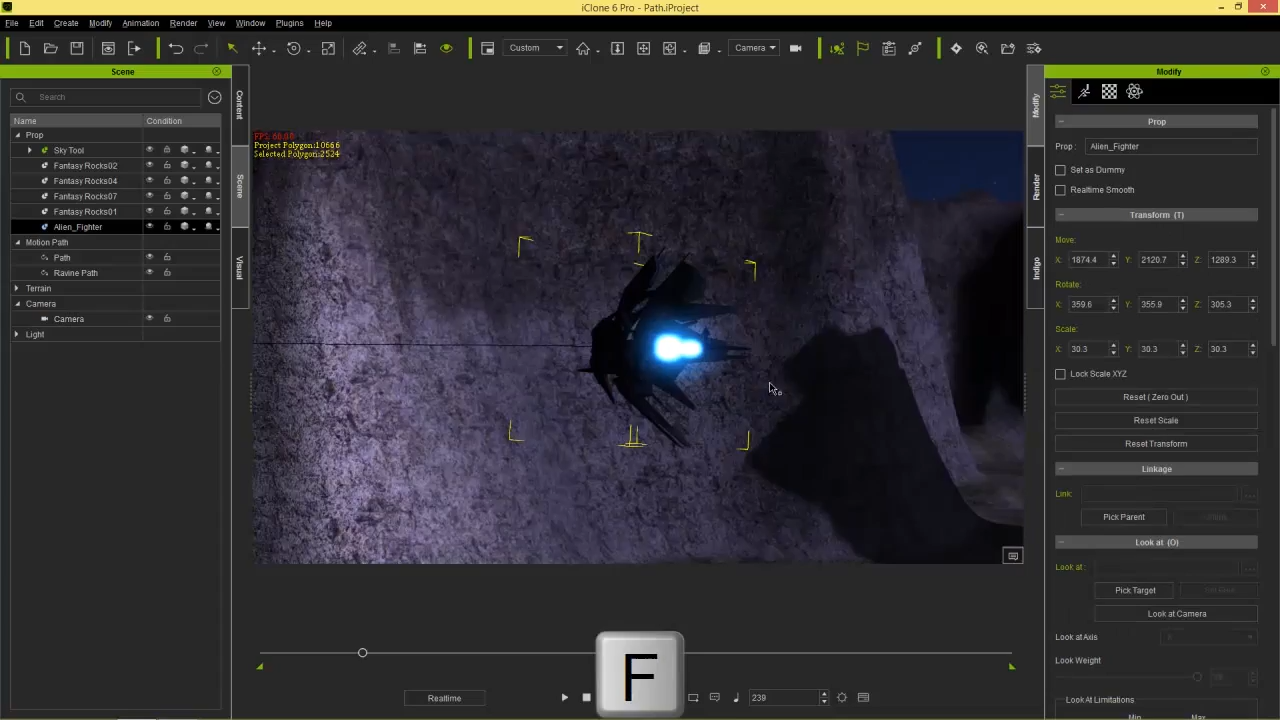 iClone 6 Pro - Path.iProject
File Edit Create Modify Animation Render View Window Plugins Help
Custom
Camera
Scene
Search
Name Condition
Prop
Sky Tool
Fantasy Rocks02
Fantasy Rocks04
Fantasy Rocks07
Fantasy Rocks01
Alien_Fighter
Motion Path
Path
Ravine Path
Terrain
Camera
Camera
Light
Content
Scene
Visual
Project Polygon:10666
Selected Polygon:2524
F
Realtime
239
Modify
Render
Indigo
Modify
Prop
Prop : Alien_Fighter
Set as Dummy
Realtime Smooth
Transform (T)
Move:
X: 1874.4 Y: 2120.7 Z: 1289.3
Rotate:
X: 359.6 Y: 355.9 Z: 305.3
Scale:
X: 30.3 Y: 30.3 Z: 30.3
Lock Scale XYZ
Reset ( Zero Out )
Reset Scale
Reset Transform
Linkage
Link:
Pick Parent
Look at (O)
Look at :
Pick Target
Look at Camera
Look at Axis
Look Weight
Look At Limitations
Min Max